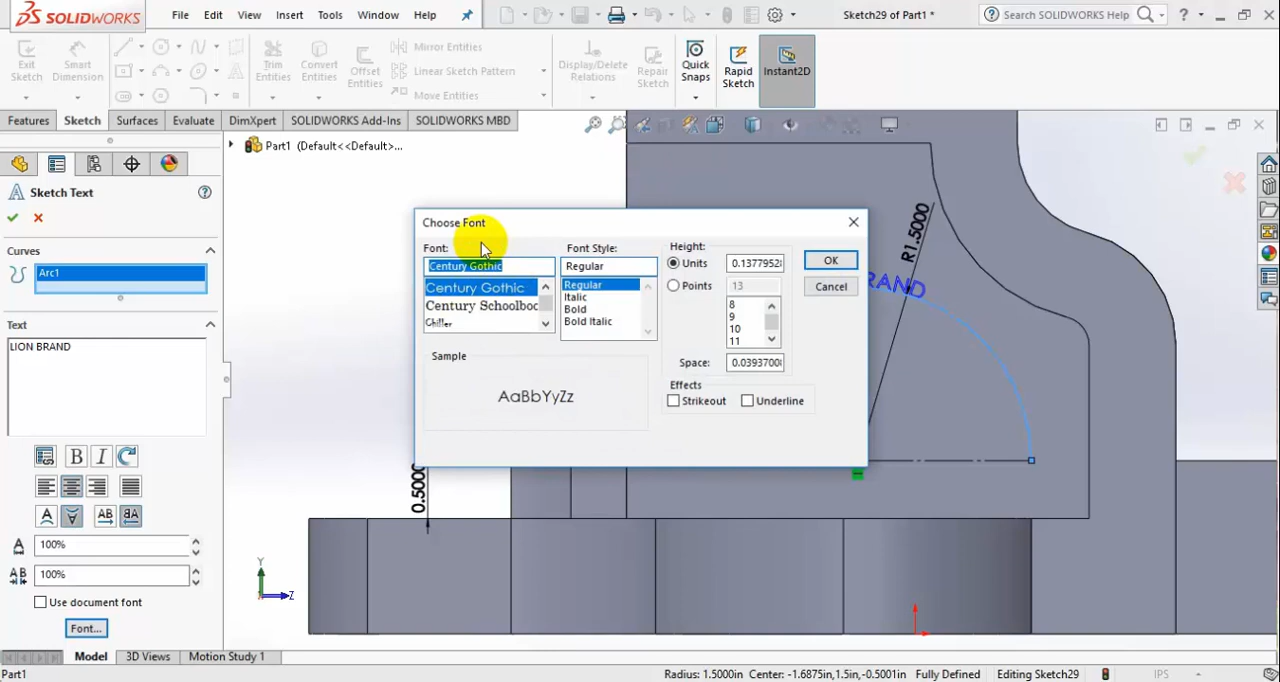 SOLIDWORKS File Edit View Insert Tools Window Help Sketch29 of Part1 * Search SOLIDWORKS Help ?
Exit Sketch
Smart Dimension
Trim Entities
Convert Entities
Offset Entities
Mirror Entities
Linear Sketch Pattern
Move Entities
Display/Delete Relations
Repair Sketch
Quick Snaps
Rapid Sketch
Instant2D
Features Sketch Surfaces Evaluate DimXpert SOLIDWORKS Add-Ins SOLIDWORKS MBD
Part1 (Default<<Default>...
Sketch Text
Curves
Arc1
Text
LION BRAND
B I
AB
100%
100%
Use document font
Font...
Choose Font
Font:
Century Gothic
Century Gothic
Century Schoolboo
Chiller
Font Style:
Regular
Regular
Italic
Bold
Bold Italic
Height:
Units 0.1377952
Points 13
8
9
10
11
Space: 0.0393700
OK
Cancel
Sample
AaBbYyZz
Effects
Strikeout Underline
R1.5000
RAND
0.5000
Y
Z
Model 3D Views Motion Study 1
Part1 Radius: 1.5000in Center: -1.6875in,1.5in,-0.5001in Fully Defined Editing Sketch29 IPS